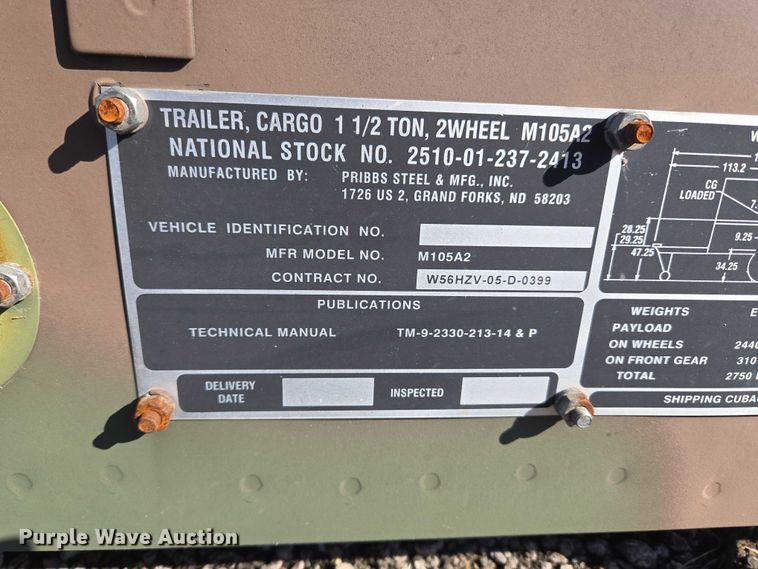 TRAILER, CARGO 1 1/2 TON, 2WHEEL M105A2
NATIONAL STOCK NO. 2510-01-237-2413
MANUFACTURED BY: PRIBBS STEEL & MFG., INC.
1726 US 2, GRAND FORKS, ND 58203
VEHICLE IDENTIFICATION NO.
MFR MODEL NO. M105A2
CONTRACT NO. W56HZV-05-D-0399
PUBLICATIONS
TECHNICAL MANUAL TM-9-2330-213-14 & P
DELIVERY
DATE
INSPECTED
W
113.2
CG
LOADED
7.
28.25
29.25
47.25
9.25
34.25
WEIGHTS E
PAYLOAD
ON WHEELS 2440
ON FRONT GEAR 310
TOTAL 2750
SHIPPING CUBA
Purple Wave Auction